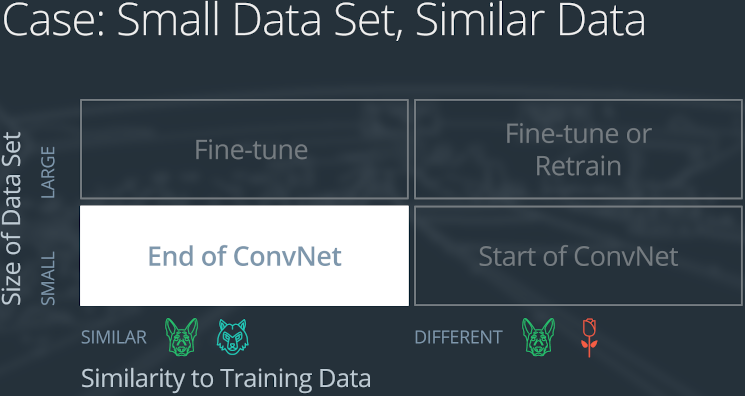 Case: Small Data Set, Similar Data
Size of Data Set
LARGE
SMALL
Fine-tune
Fine-tune or
Retrain
End of ConvNet
Start of ConvNet
SIMILAR
DIFFERENT
Similarity to Training Data